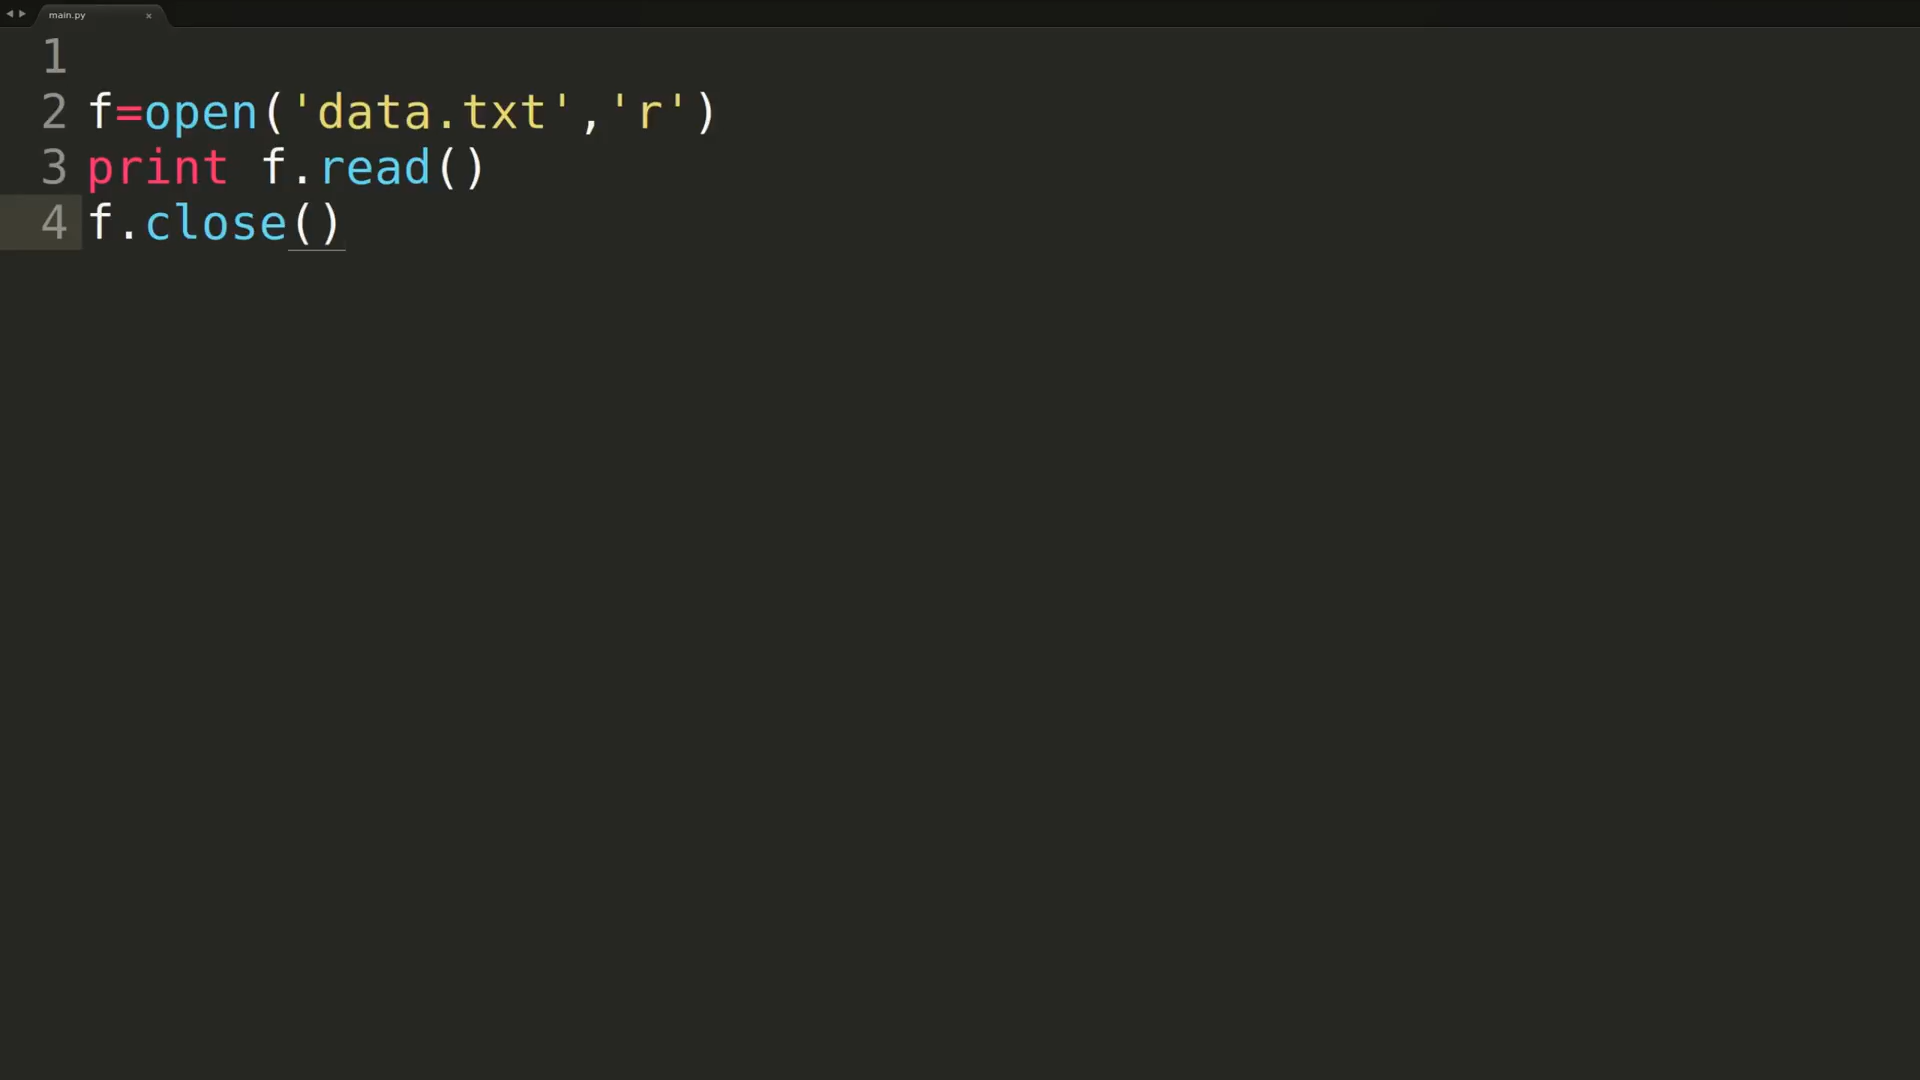 main.py
1
2 f=open('data.txt','r')
3 print f.read()
4 f.close()